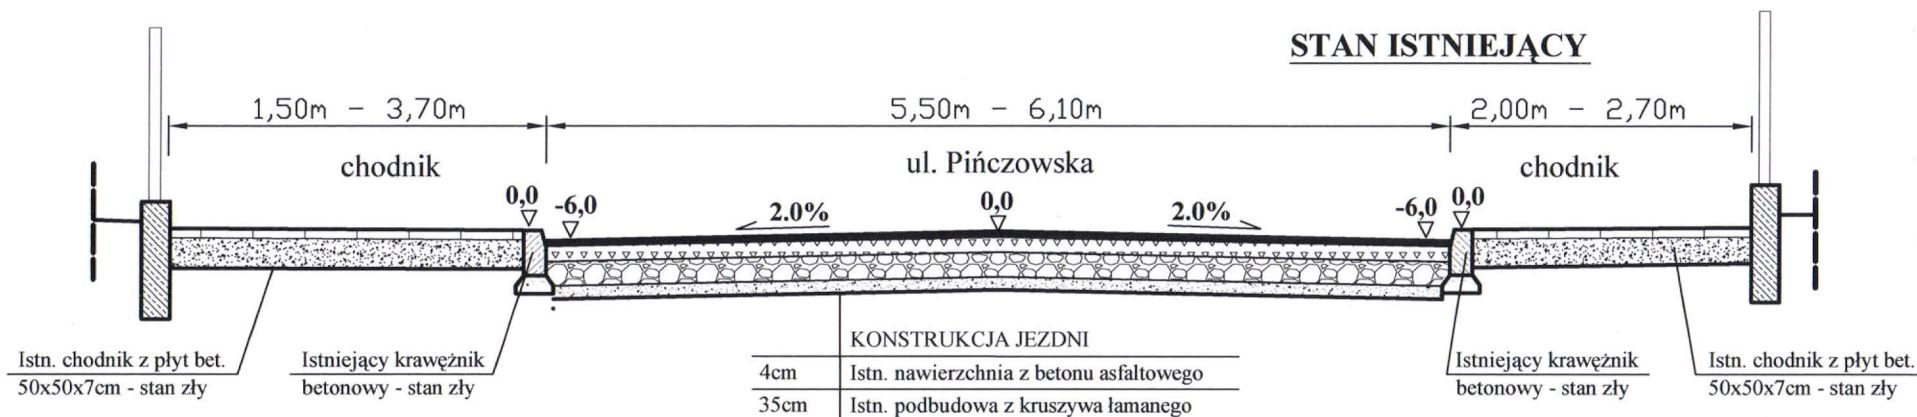 STAN ISTNIEJĄCY
1,50m - 3,70m
5,50m - 6,10m
2,00m - 2,70m
chodnik
ul. Pińczowska
chodnik
0,0
-6,0
2.0%
0,0
2.0%
-6,0
0,0
Istn. chodnik z płyt bet.
50x50x7cm - stan zły
Istniejący krawężnik
betonowy - stan zły
KONSTRUKCJA JEZDNI
4cm Istn. nawierzchnia z betonu asfaltowego
35cm Istn. podbudowa z kruszywa łamanego
Istniejący krawężnik
betonowy - stan zły
Istn. chodnik z płyt bet.
50x50x7cm - stan zły